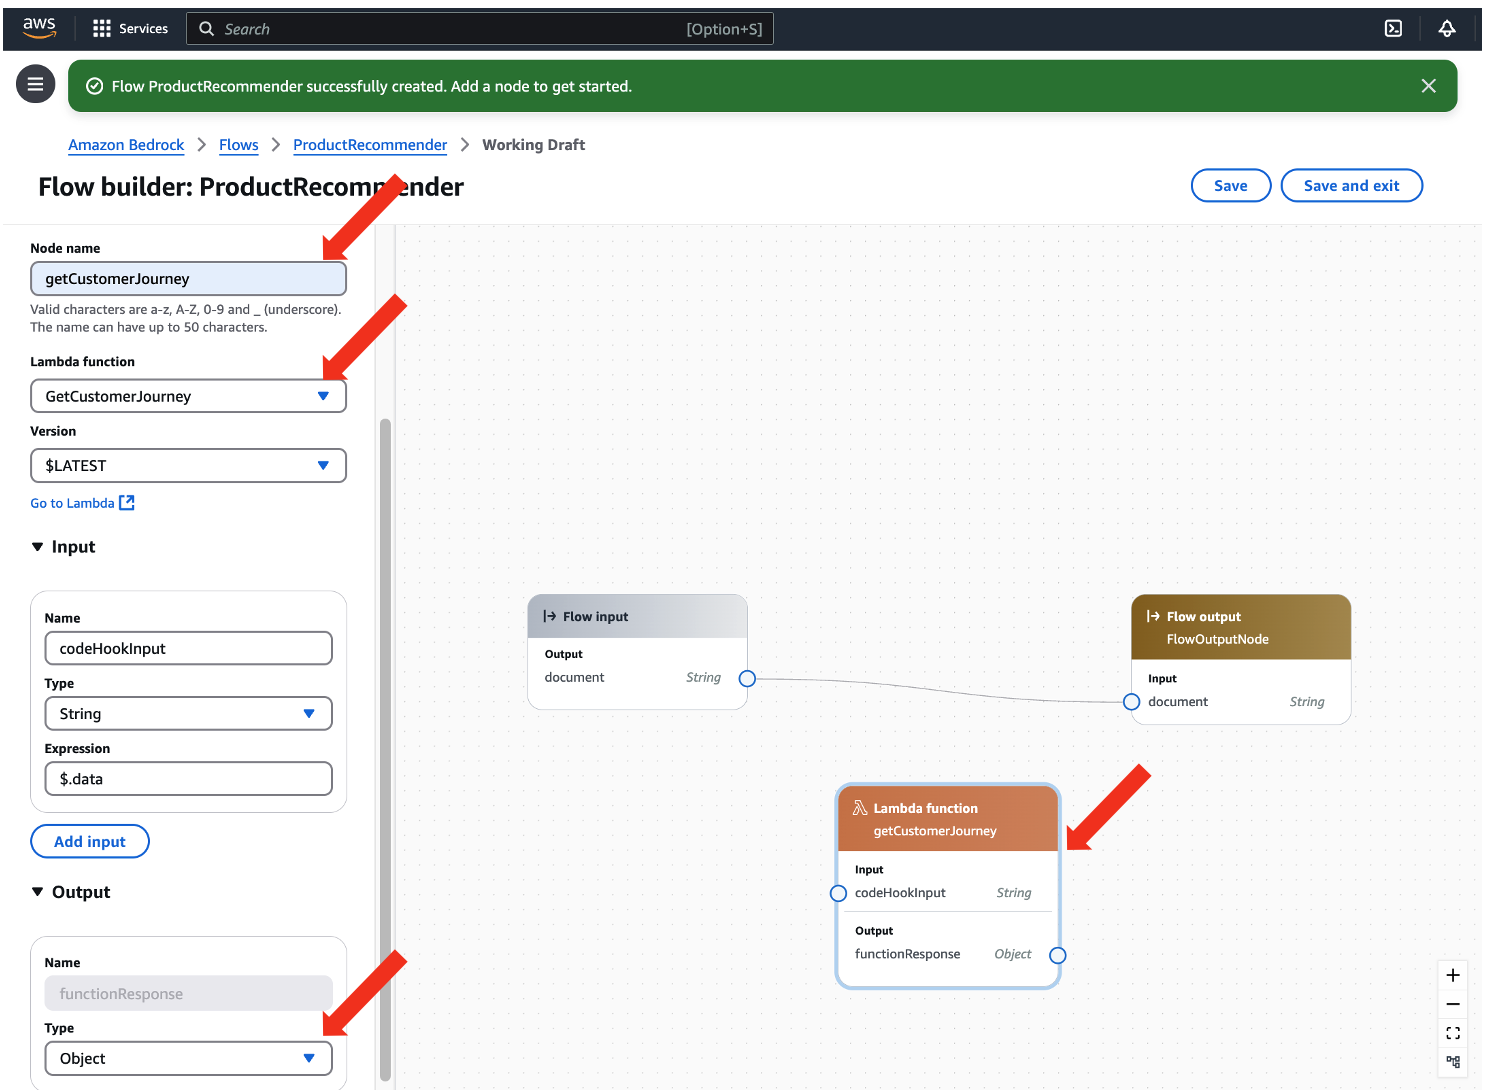 aws
Services
Search
[Option+S]
Flow ProductRecommender successfully created. Add a node to get started.
Amazon Bedrock
Flows
ProductRecommender
Working Draft
Flow builder: ProductRecommender
Save
Save and exit
Node name
getCustomerJourney
Valid characters are a-z, A-Z, 0-9 and _ (underscore).
The name can have up to 50 characters.
Lambda function
GetCustomerJourney
Version
$LATEST
Go to Lambda
Input
Name
codeHookInput
Type
String
Expression
$.data
Add input
Output
Name
functionResponse
Type
Object
Flow input
Output
document String
Flow output
FlowOutputNode
Input
document String
Lambda function
getCustomerJourney
Input
codeHookInput String
Output
functionResponse Object